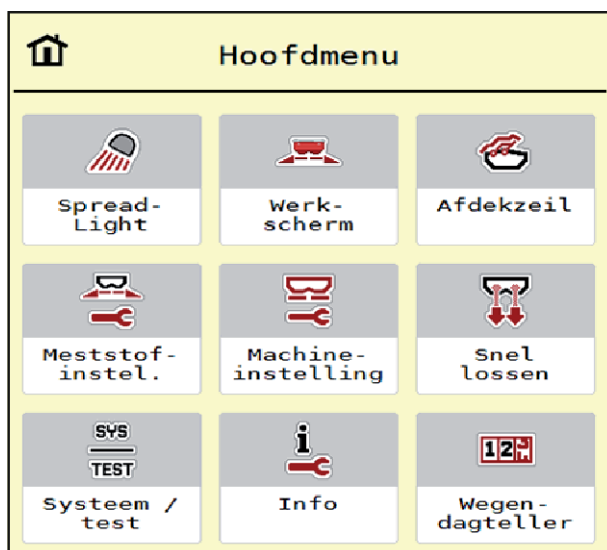 Hoofdmenu
Spread-
Light
Werk-
scherm
Afdekzeil
Meststof-
instel.
Machine-
instelling
Snel
lossen
SYS
TEST
Systeem /
test
i
Info
12
Wegen-
dagteller